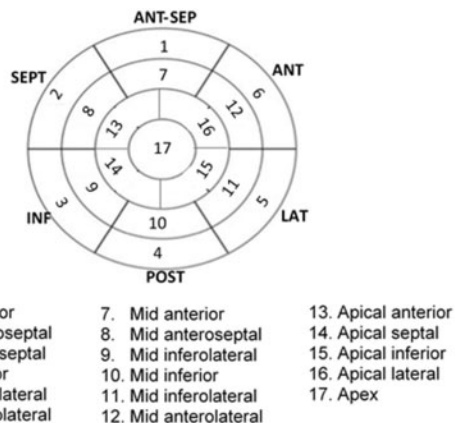 ANT-SEP
1
SEPT
7
ANT
2
8
12
6
13
16
17
14
15
9
11
3
5
INF
10
LAT
4
POST
7. Mid anterior 13. Apical anterior
8. Mid anteroseptal 14. Apical septal
9. Mid inferolateral 15. Apical inferior
10. Mid inferior 16. Apical lateral
11. Mid inferolateral 17. Apex
12. Mid anterolateral